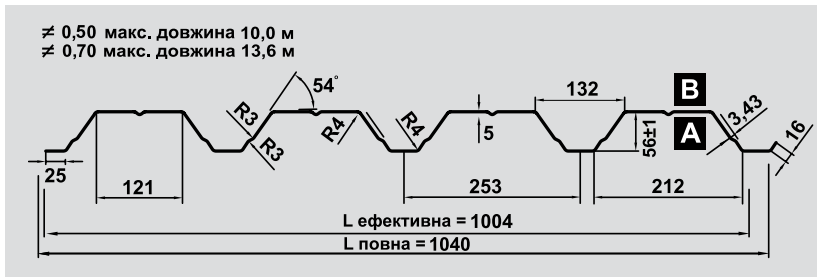 ≠ 0,50 макс. довжина 10,0 м
≠ 0,70 макс. довжина 13,6 м
54°
R3
R3
R4
R4
5
132
B
A
56±1
3,43
16
25
121
253
212
L ефективна = 1004
L повна = 1040